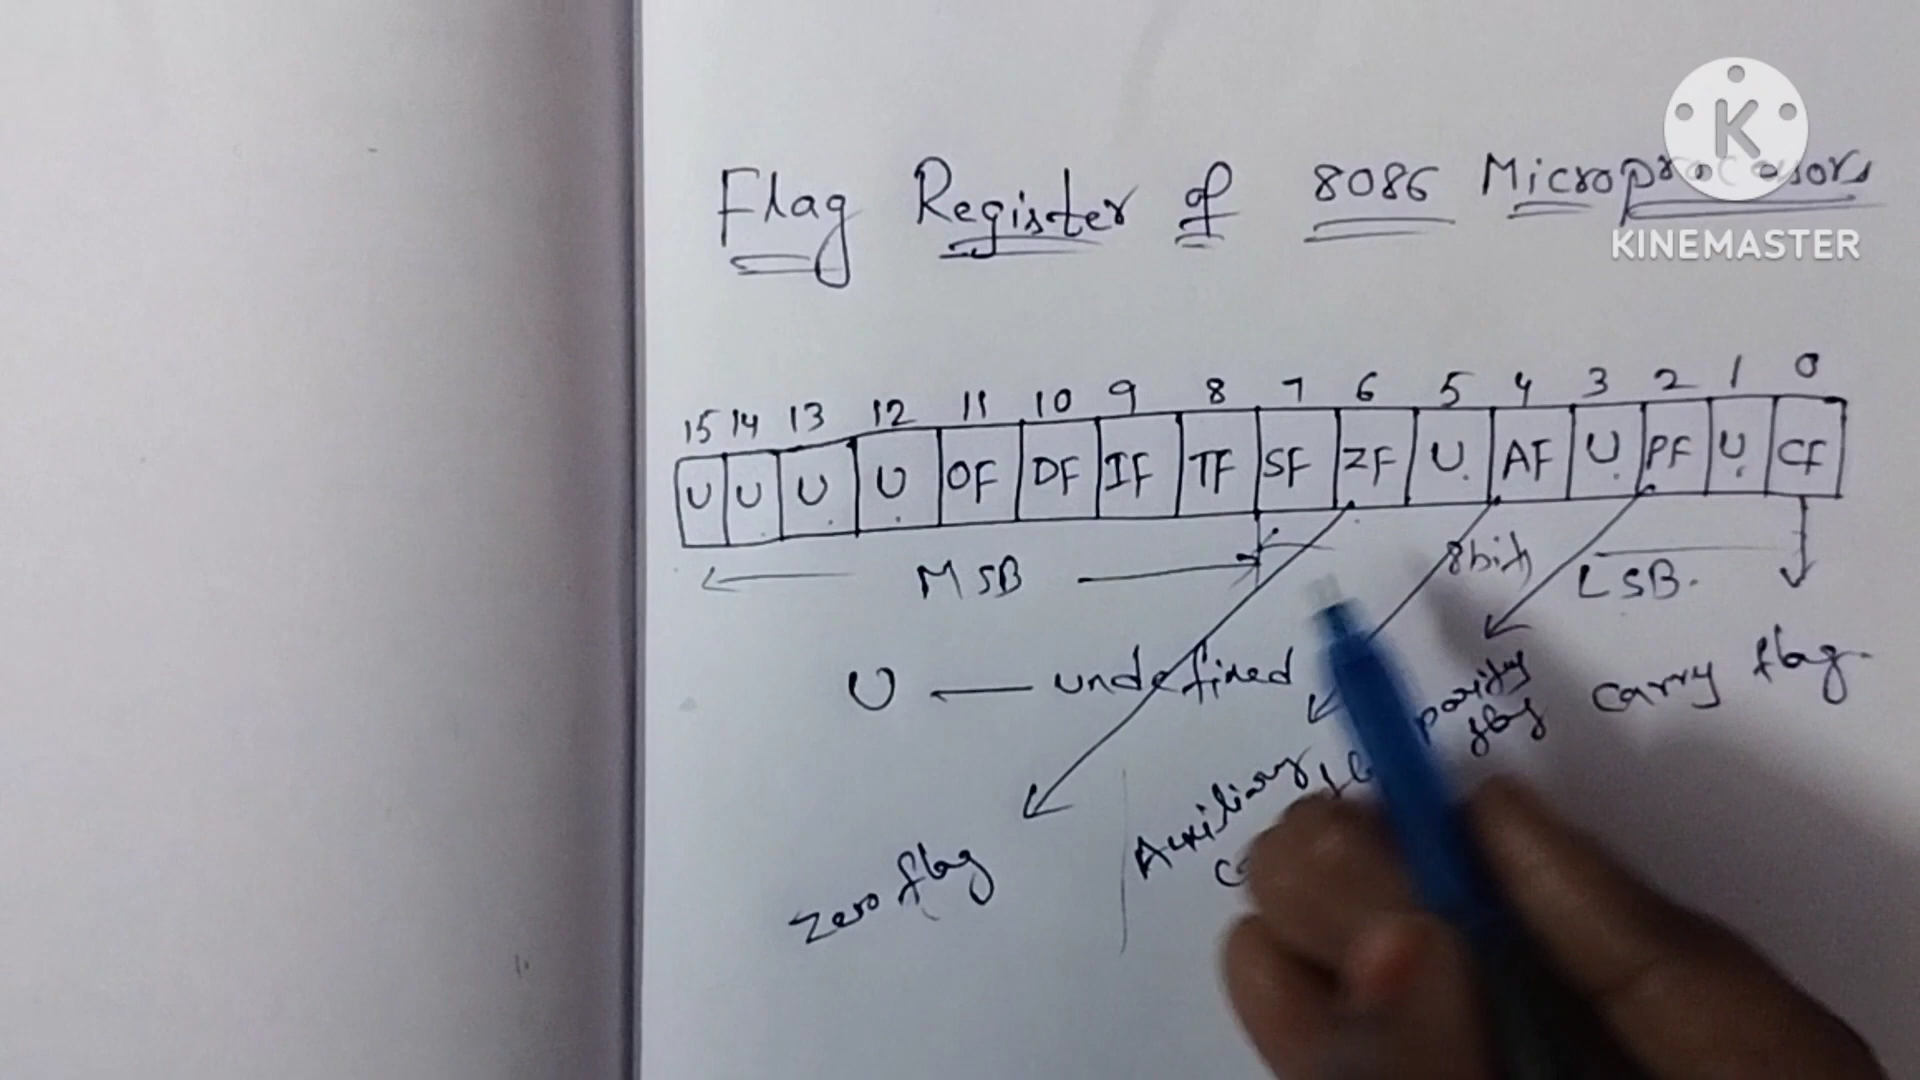 K
KINEMASTER
Flag Register of 8086 Microprocessors
15 14 13 12 11 10 9 8 7 6 5 4 3 2 1 0
U U U U OF DF IF TF SF ZF U AF U PF U CF
MSB 8bit LSB.
U — undefined
parity flag
carry flag.
Auxiliary
zero flag